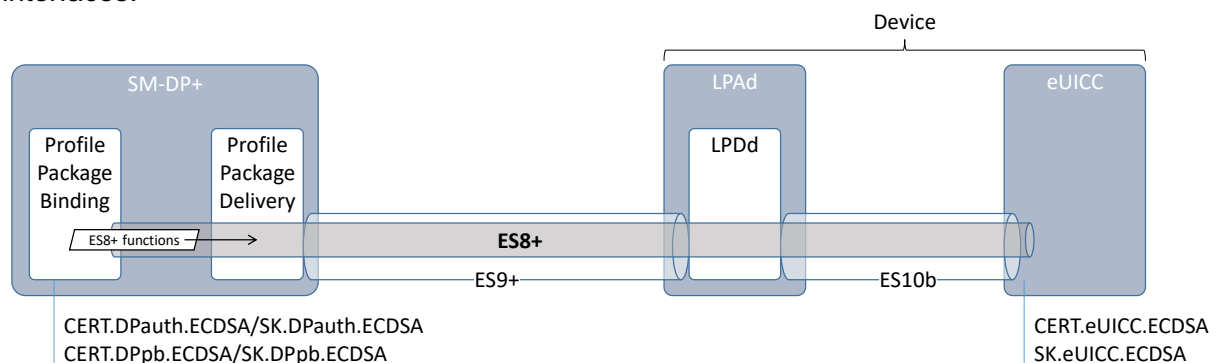 Device
SM-DP+
LPAd
eUICC
Profile
Package
Binding
Profile
Package
Delivery
LPDd
ES8+ functions
ES8+
ES9+
ES10b
CERT.DPauth.ECDSA/SK.DPauth.ECDSA
CERT.DPpb.ECDSA/SK.DPpb.ECDSA
CERT.eUICC.ECDSA
SK.eUICC.ECDSA